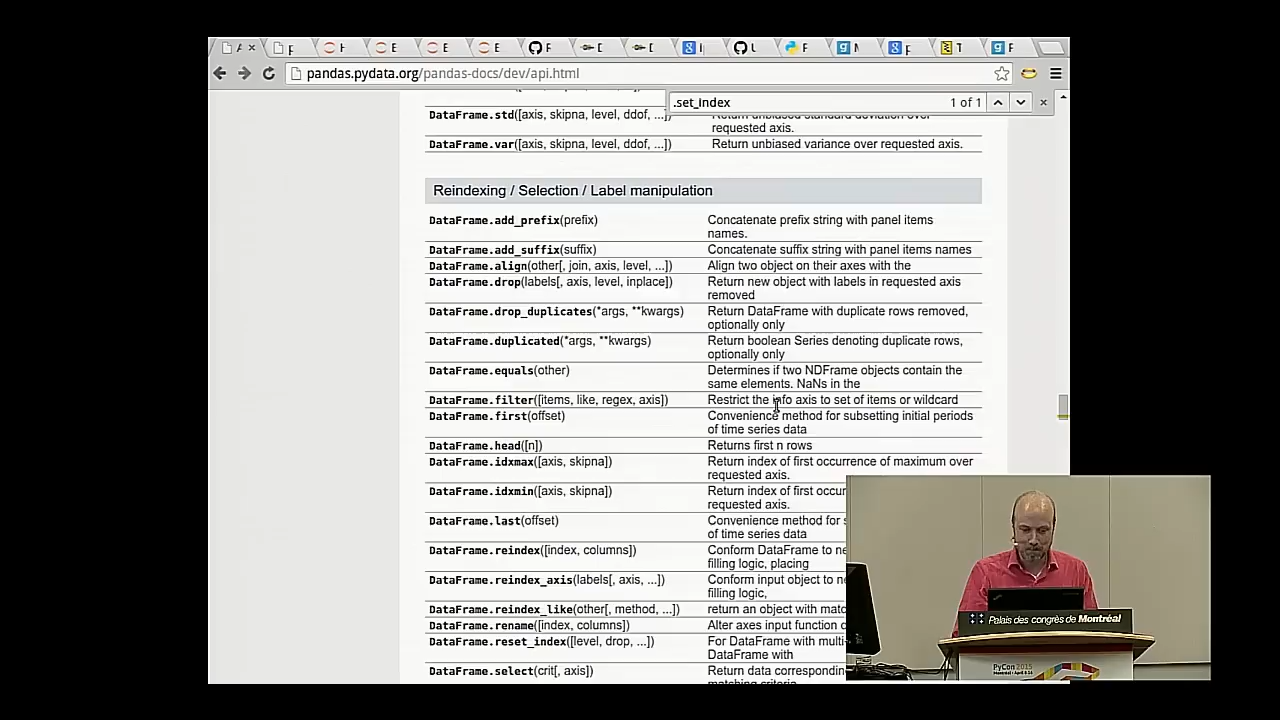 pandas.pydata.org/pandas-docs/dev/api.html
.set_index 1 of 1
DataFrame.std([axis, skipna, level, ddof, ...]) Return unbiased standard deviation over
requested axis.
DataFrame.var([axis, skipna, level, ddof, ...]) Return unbiased variance over requested axis.
Reindexing / Selection / Label manipulation
DataFrame.add_prefix(prefix) Concatenate prefix string with panel items
names.
DataFrame.add_suffix(suffix) Concatenate suffix string with panel items names
DataFrame.align(other[, join, axis, level, ...]) Align two object on their axes with the
DataFrame.drop(labels[, axis, level, inplace]) Return new object with labels in requested axis
removed
DataFrame.drop_duplicates(*args, **kwargs) Return DataFrame with duplicate rows removed,
optionally only
DataFrame.duplicated(*args, **kwargs) Return boolean Series denoting duplicate rows,
optionally only
DataFrame.equals(other) Determines if two NDFrame objects contain the
same elements. NaNs in the
DataFrame.filter([items, like, regex, axis]) Restrict the info axis to set of items or wildcard
DataFrame.first(offset) Convenience method for subsetting initial periods
of time series data
DataFrame.head([n]) Returns first n rows
DataFrame.idxmax([axis, skipna]) Return index of first occurrence of maximum over
requested axis.
DataFrame.idxmin([axis, skipna]) Return index of first occur
requested axis.
DataFrame.last(offset) Convenience method for s
of time series data
DataFrame.reindex([index, columns]) Conform DataFrame to ne
filling logic, placing
DataFrame.reindex_axis(labels[, axis, ...]) Conform input object to ne
filling logic,
DataFrame.reindex_like(other[, method, ...]) return an object with matc
DataFrame.rename([index, columns]) Alter axes input function o
DataFrame.reset_index([level, drop, ...]) For DataFrame with multi-
DataFrame with
DataFrame.select(crit[, axis]) Return data correspondin
Palais des congrès de Montréal
PyCon 2015